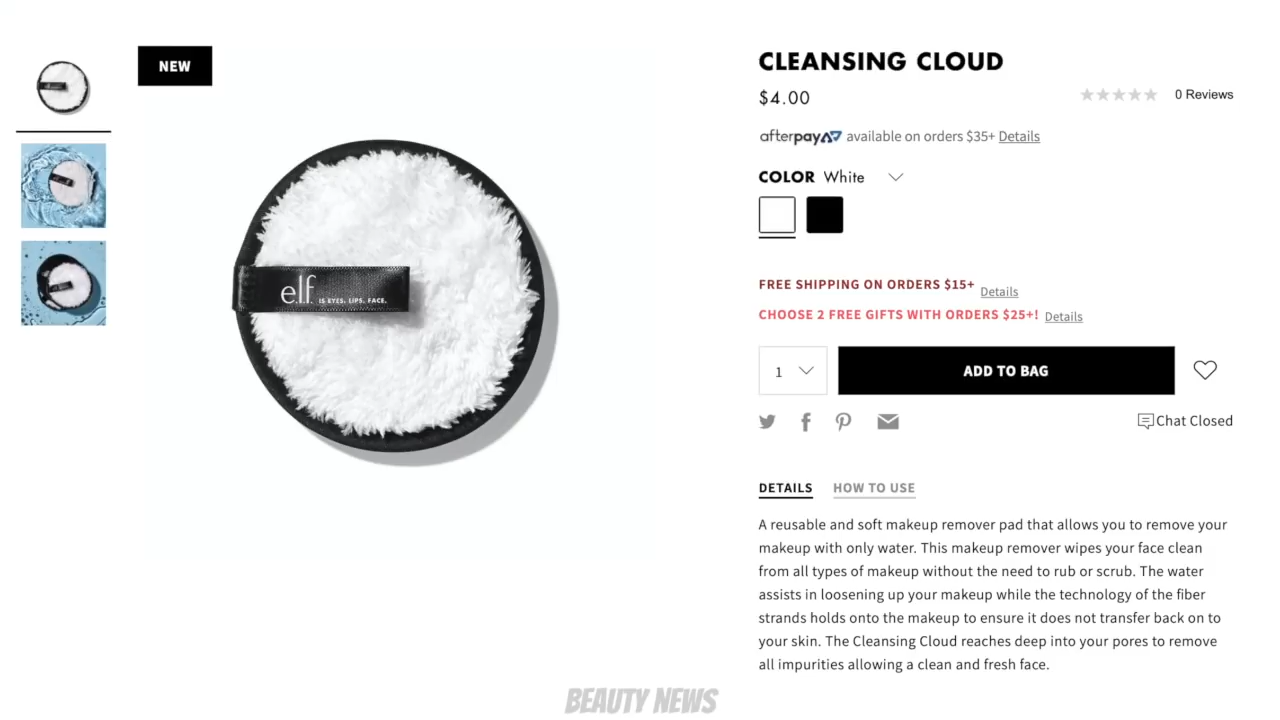 NEW
e.l.f.
IS EYES. LIPS. FACE.
CLEANSING CLOUD
$4.00
0 Reviews
afterpay available on orders $35+ Details
COLOR White
FREE SHIPPING ON ORDERS $15+ Details
CHOOSE 2 FREE GIFTS WITH ORDERS $25+! Details
1
ADD TO BAG
Chat Closed
DETAILS HOW TO USE
A reusable and soft makeup remover pad that allows you to remove your
makeup with only water. This makeup remover wipes your face clean
from all types of makeup without the need to rub or scrub. The water
assists in loosening up your makeup while the technology of the fiber
strands holds onto the makeup to ensure it does not transfer back on to
your skin. The Cleansing Cloud reaches deep into your pores to remove
all impurities allowing a clean and fresh face.
BEAUTY NEWS